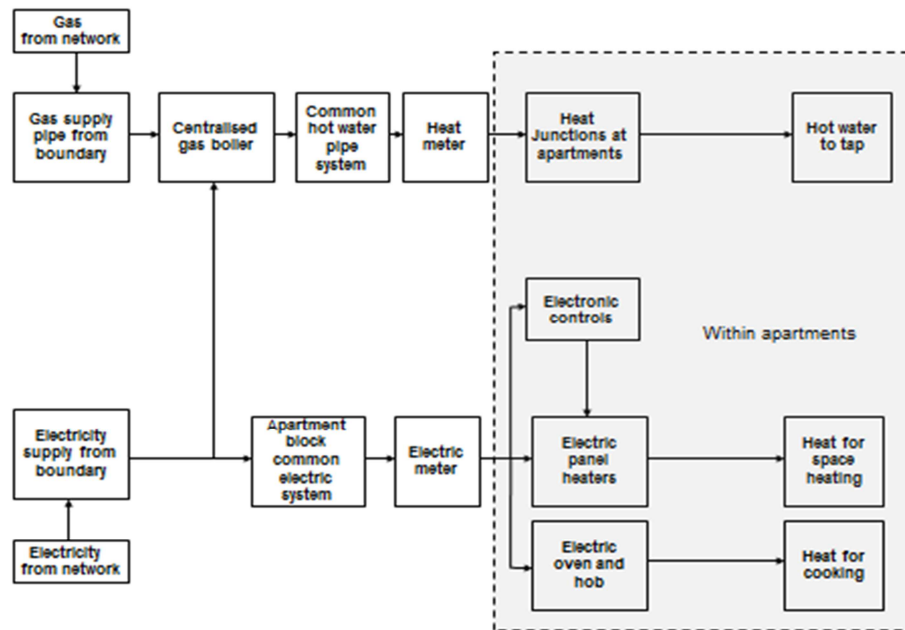 Gas
from network
Gas supply
pipe from
boundary
Centralised
gas boiler
Common
hot water
pipe
system
Heat
meter
Heat
Junctions at
apartments
Hot water
to tap
Electronic
controls
Within apartments
Electricity
supply from
boundary
Apartment
block
common
electric
system
Electric
meter
Electric
panel
heaters
Heat for
space
heating
Electricity
from network
Electric
oven and
hob
Heat for
cooking